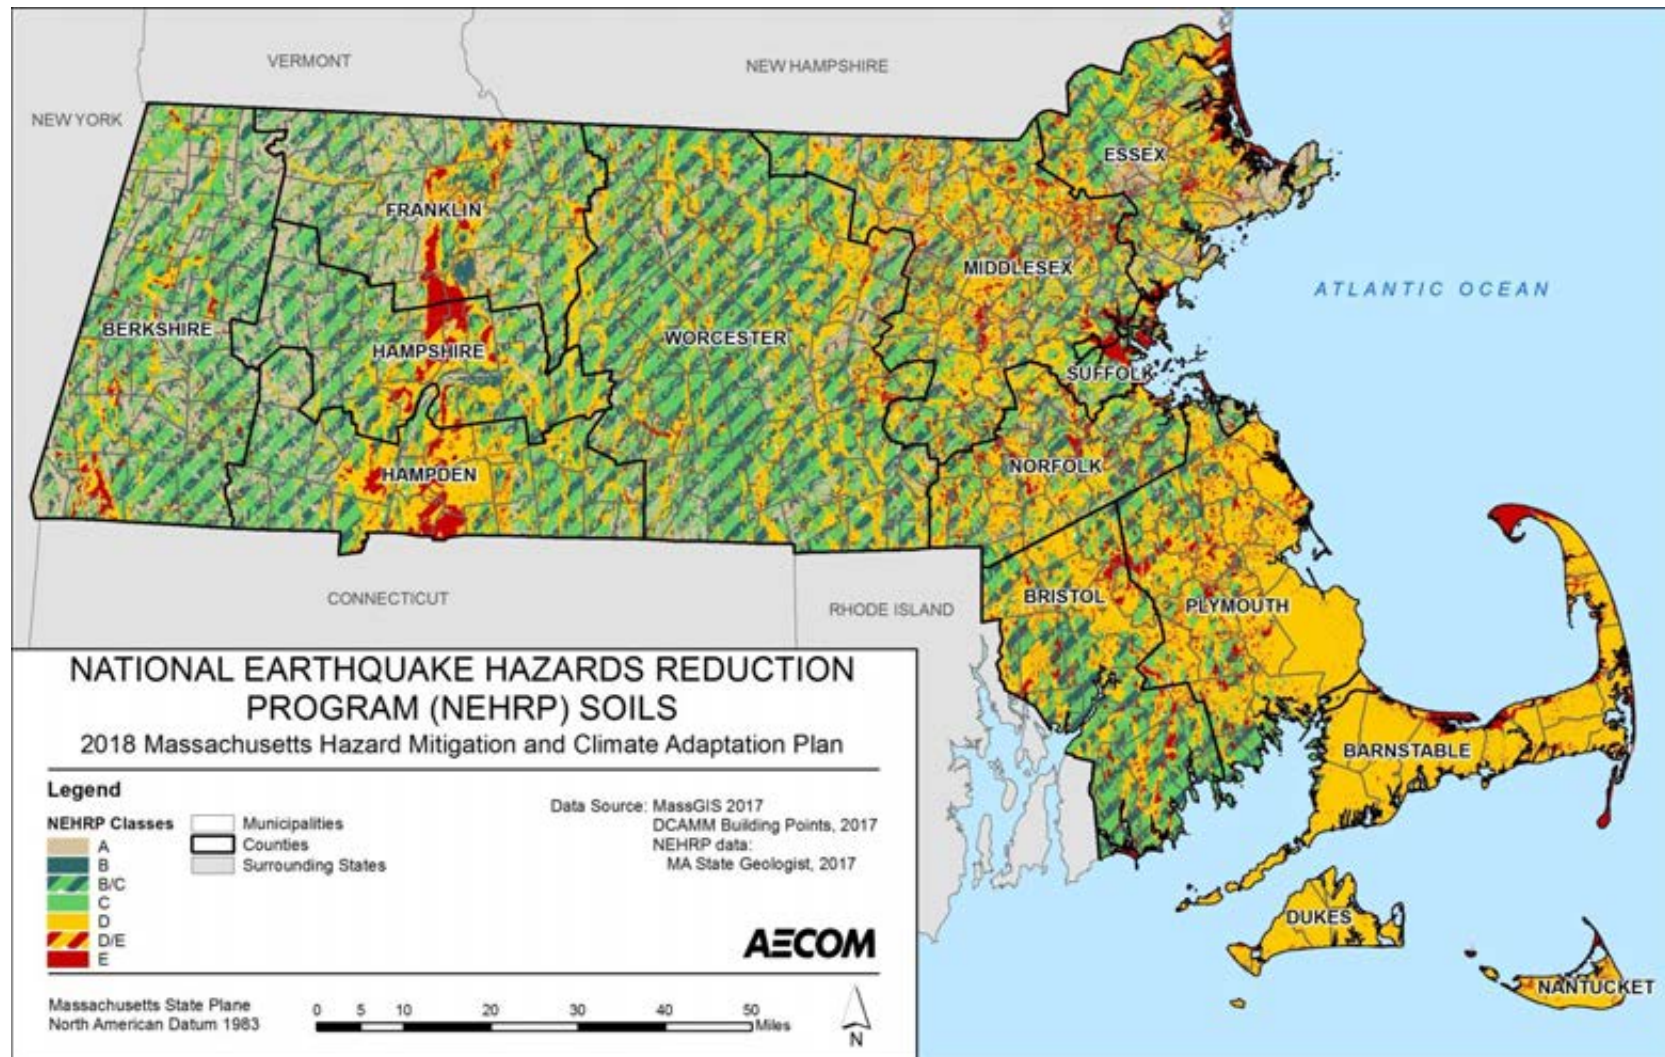 VERMONT
NEW HAMPSHIRE
NEW YORK
ESSEX
FRANKLIN
MIDDLESEX
ATLANTIC OCEAN
BERKSHIRE
WORCESTER
HAMPSHIRE
SUFFOLK
NORFOLK
HAMPDEN
CONNECTICUT
RHODE ISLAND
BRISTOL
PLYMOUTH
BARNSTABLE
DUKES
NANTUCKET
NATIONAL EARTHQUAKE HAZARDS REDUCTION
PROGRAM (NEHRP) SOILS
2018 Massachusetts Hazard Mitigation and Climate Adaptation Plan
Legend
NEHRP Classes
A
B
B/C
C
D
D/E
E
Municipalities
Counties
Surrounding States
Data Source: MassGIS 2017
DCAMM Building Points, 2017
NEHRP data:
MA State Geologist, 2017
AECOM
Massachusetts State Plane
North American Datum 1983
0 5 10 20 30 40 50
Miles
N